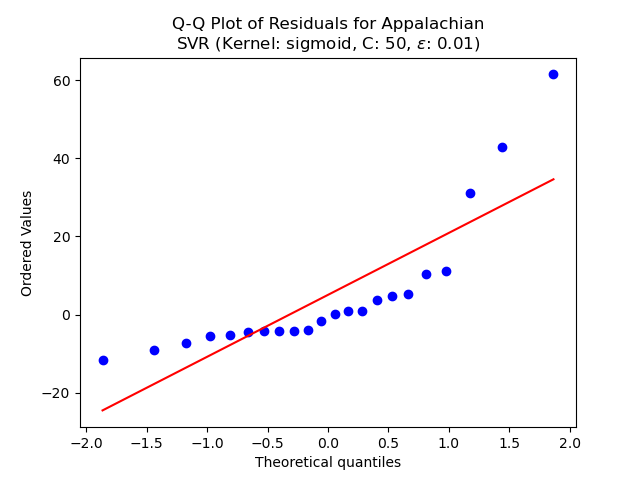 Q-Q Plot of Residuals for Appalachian
SVR (Kernel: sigmoid, C: 50, ε: 0.01)
60
40
20
0
−20
Ordered Values
−2.0 −1.5 −1.0 −0.5 0.0 0.5 1.0 1.5 2.0
Theoretical quantiles